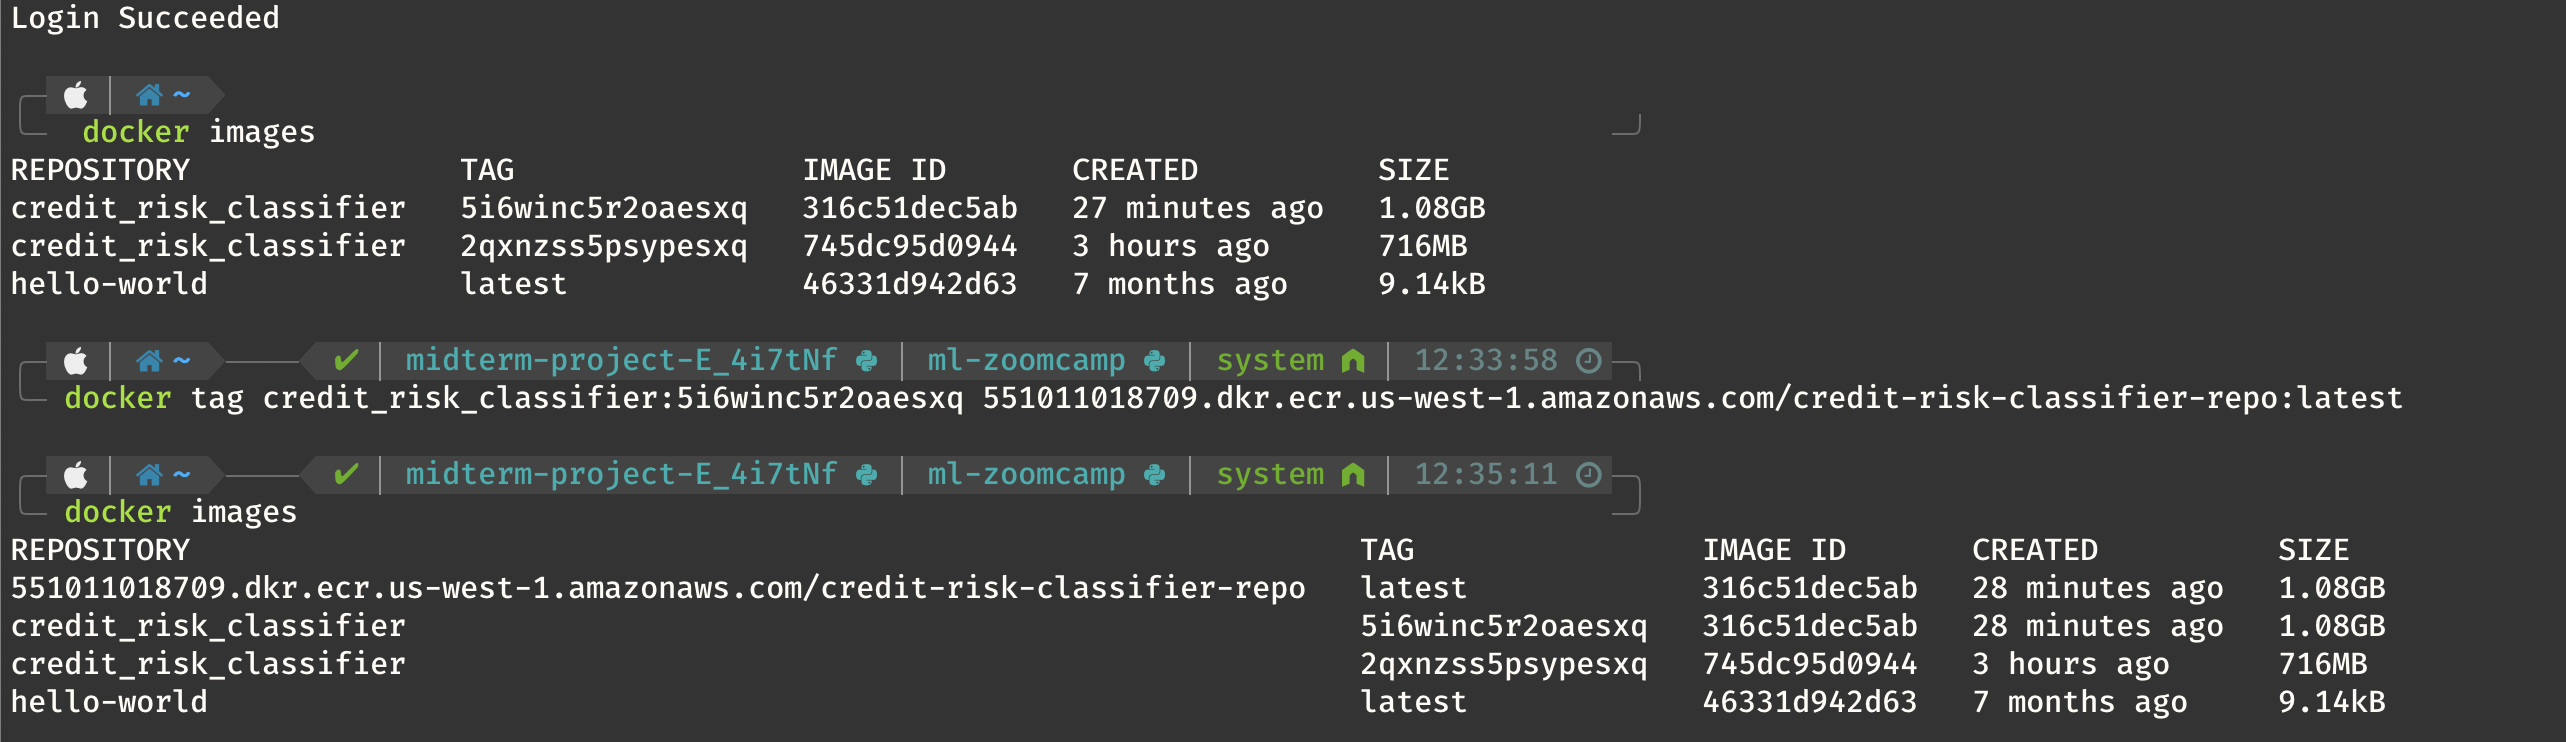 Login Succeeded
~
docker images
REPOSITORY TAG IMAGE ID CREATED SIZE
credit_risk_classifier 5i6winc5r2oaesxq 316c51dec5ab 27 minutes ago 1.08GB
credit_risk_classifier 2qxnzss5psypesxq 745dc95d0944 3 hours ago 716MB
hello-world latest 46331d942d63 7 months ago 9.14kB
~ ✔ midterm-project-E_4i7tNf ml-zoomcamp system 12:33:58
docker tag credit_risk_classifier:5i6winc5r2oaesxq 551011018709.dkr.ecr.us-west-1.amazonaws.com/credit-risk-classifier-repo:latest
~ ✔ midterm-project-E_4i7tNf ml-zoomcamp system 12:35:11
docker images
REPOSITORY TAG IMAGE ID CREATED SIZE
551011018709.dkr.ecr.us-west-1.amazonaws.com/credit-risk-classifier-repo latest 316c51dec5ab 28 minutes ago 1.08GB
credit_risk_classifier 5i6winc5r2oaesxq 316c51dec5ab 28 minutes ago 1.08GB
credit_risk_classifier 2qxnzss5psypesxq 745dc95d0944 3 hours ago 716MB
hello-world latest 46331d942d63 7 months ago 9.14kB